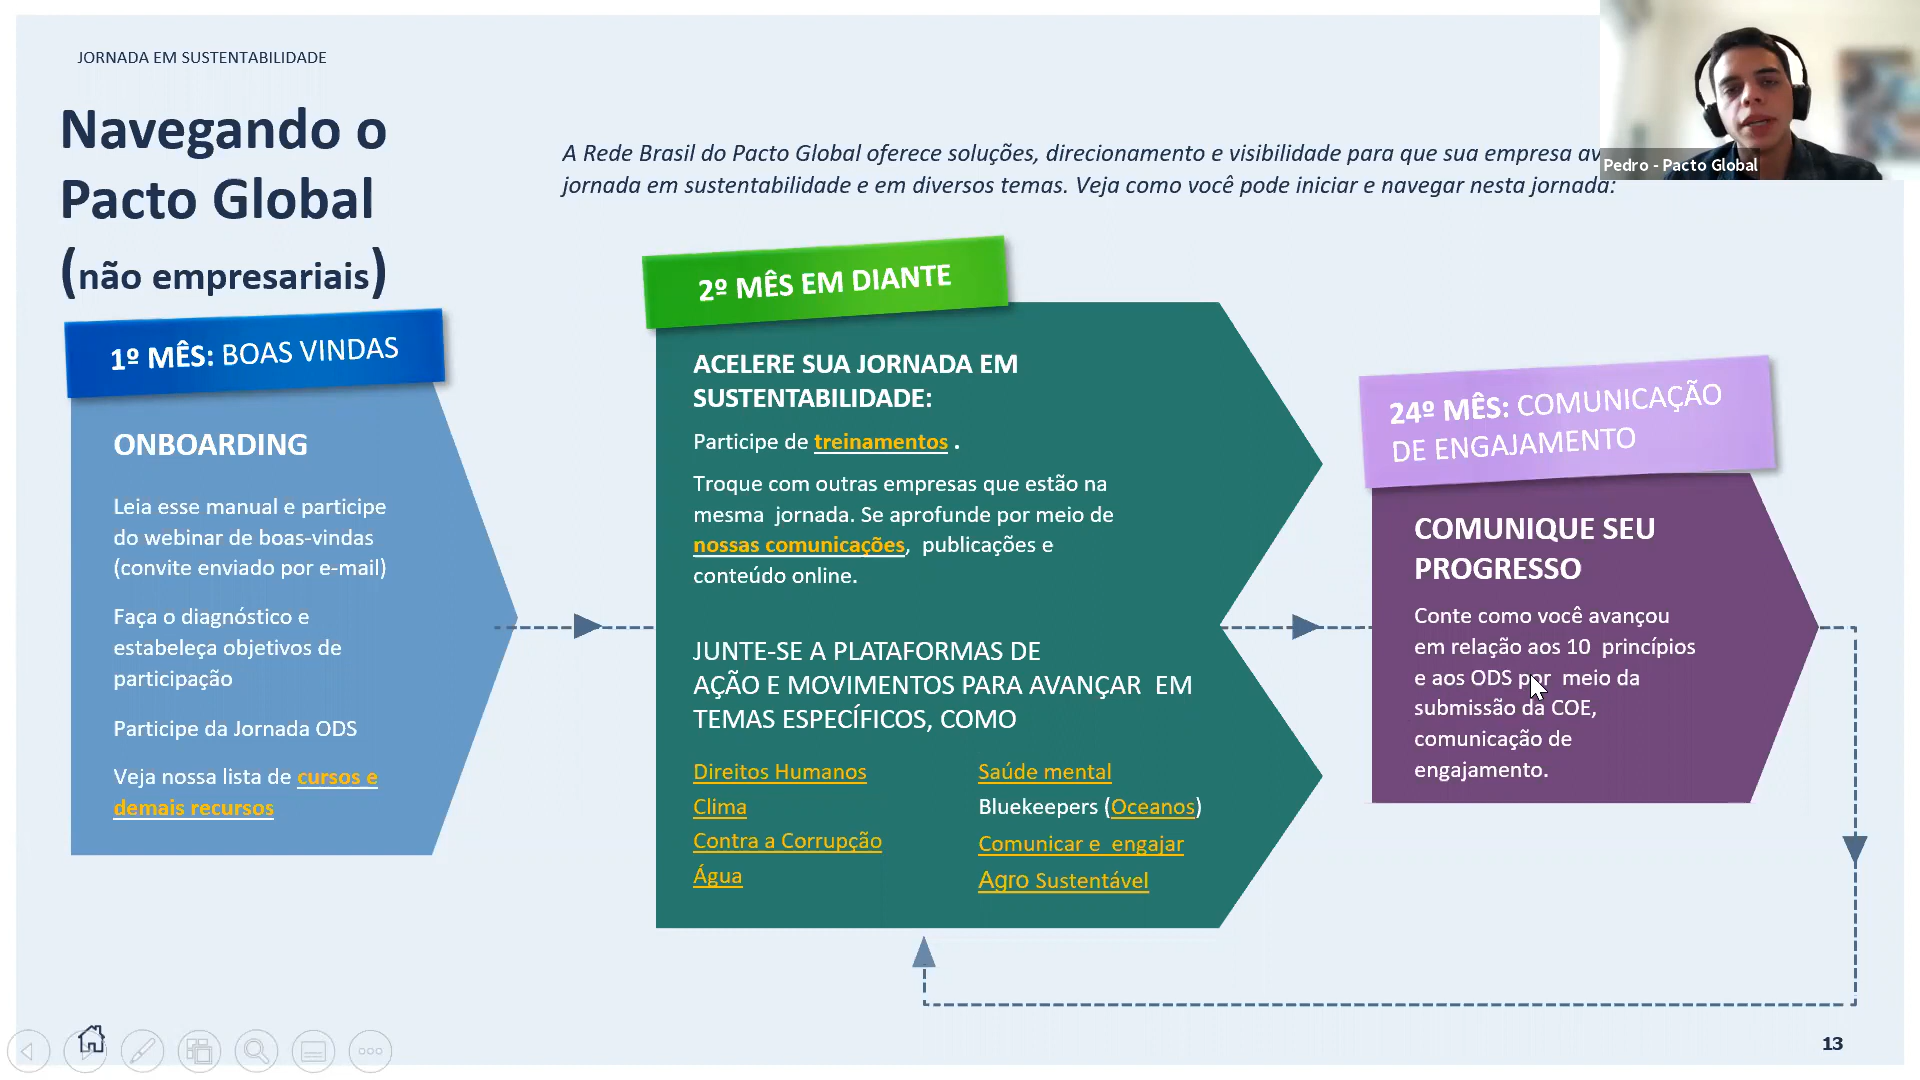 JORNADA EM SUSTENTABILIDADE
Navegando o
Pacto Global
(não empresariais)
A Rede Brasil do Pacto Global oferece soluções, direcionamento e visibilidade para que sua empresa av
jornada em sustentabilidade e em diversos temas. Veja como você pode iniciar e navegar nesta jornada:
Pedro - Pacto Global
1º MÊS: BOAS VINDAS
ONBOARDING
Leia esse manual e participe
do webinar de boas-vindas
(convite enviado por e-mail)
Faça o diagnóstico e
estabeleça objetivos de
participação
Participe da Jornada ODS
Veja nossa lista de cursos e
demais recursos
2º MÊS EM DIANTE
ACELERE SUA JORNADA EM
SUSTENTABILIDADE:
Participe de treinamentos .
Troque com outras empresas que estão na
mesma jornada. Se aprofunde por meio de
nossas comunicações, publicações e
conteúdo online.
JUNTE-SE A PLATAFORMAS DE
AÇÃO E MOVIMENTOS PARA AVANÇAR EM
TEMAS ESPECÍFICOS, COMO
Direitos Humanos
Clima
Contra a Corrupção
Água
Saúde mental
Bluekeepers (Oceanos)
Comunicar e engajar
Agro Sustentável
24º MÊS: COMUNICAÇÃO
DE ENGAJAMENTO
COMUNIQUE SEU
PROGRESSO
Conte como você avançou
em relação aos 10 princípios
e aos ODS por meio da
submissão da COE,
comunicação de
engajamento.
13